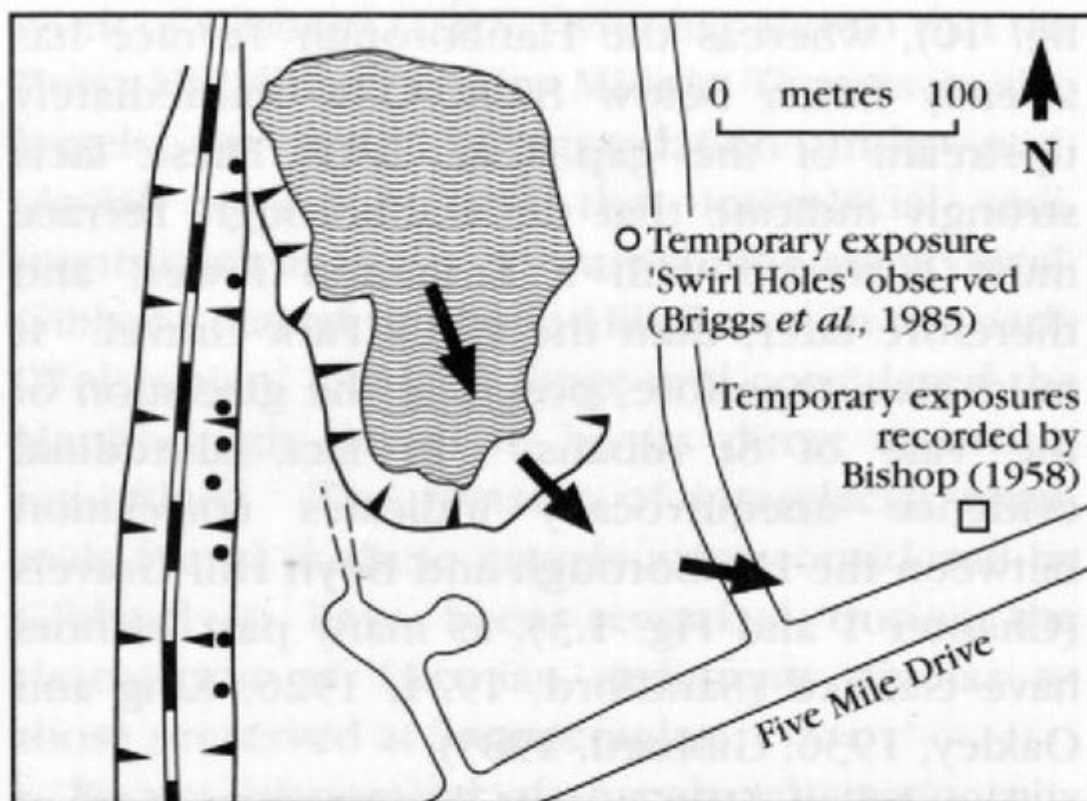 0 metres 100
N
Temporary exposure
'Swirl Holes' observed
(Briggs et al., 1985)
Temporary exposures
recorded by
Bishop (1958)
Five Mile Drive